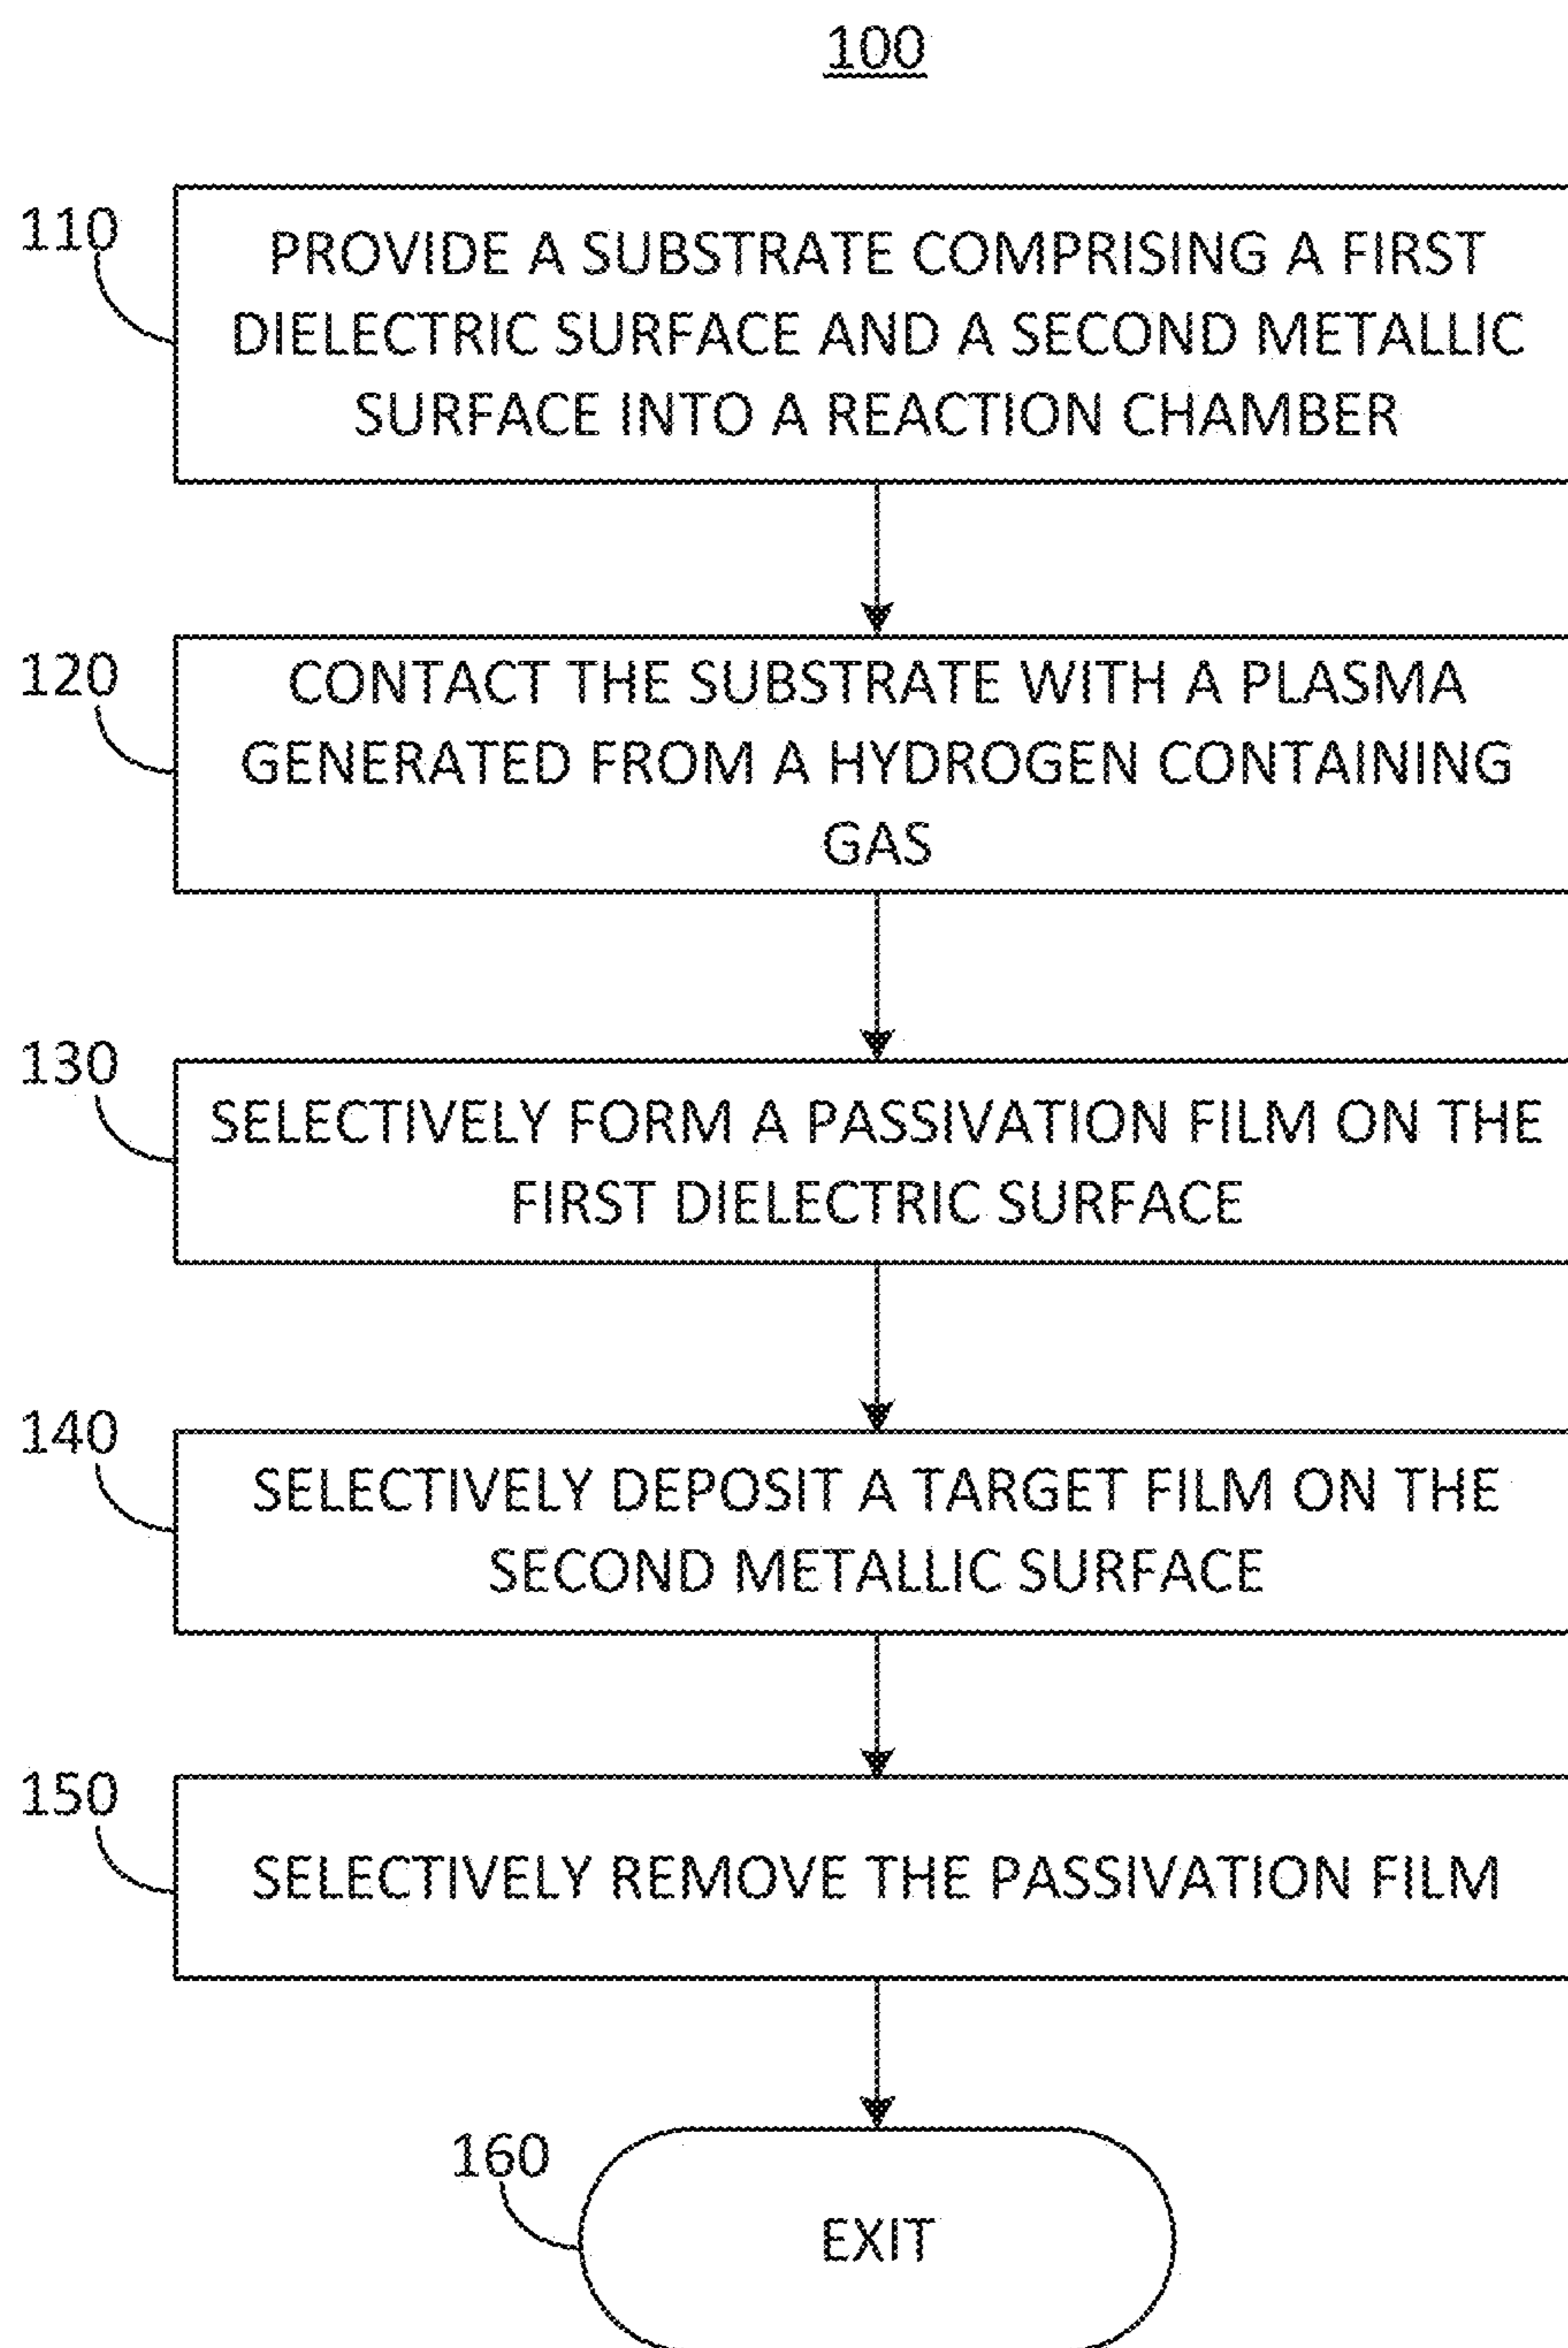 100
110
PROVIDE A SUBSTRATE COMPRISING A FIRST
DIELECTRIC SURFACE AND A SECOND METALLIC
SURFACE INTO A REACTION CHAMBER
120
CONTACT THE SUBSTRATE WITH A PLASMA
GENERATED FROM A HYDROGEN CONTAINING
GAS
130
SELECTIVELY FORM A PASSIVATION FILM ON THE
FIRST DIELECTRIC SURFACE
140
SELECTIVELY DEPOSIT A TARGET FILM ON THE
SECOND METALLIC SURFACE
150
SELECTIVELY REMOVE THE PASSIVATION FILM
160
EXIT